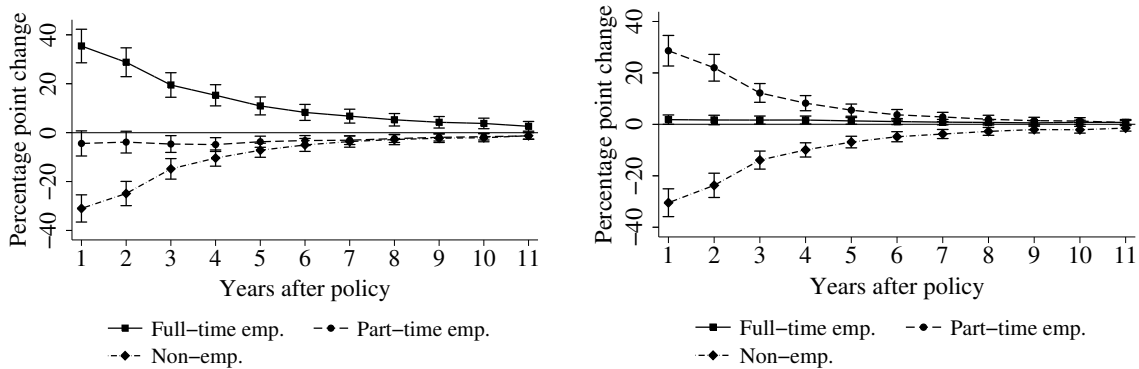 Percentage point change
40
20
0
−20
−40
1 2 3 4 5 6 7 8 9 10 11
Years after policy
Full−time emp. Part−time emp.
Non−emp.
Percentage point change
40
20
0
−20
−40
1 2 3 4 5 6 7 8 9 10 11
Years after policy
Full−time emp. Part−time emp.
Non−emp.